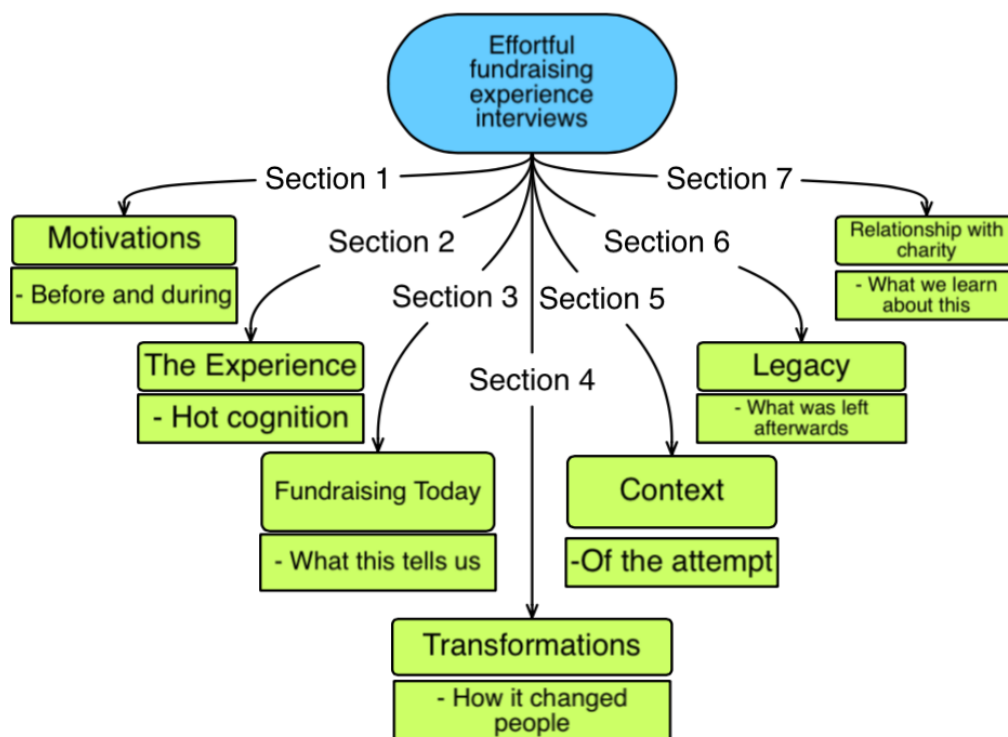 Effortful
fundraising
experience
interviews
Section 1
Motivations
- Before and during
Section 2
The Experience
- Hot cognition
Section 3
Fundraising Today
- What this tells us
Section 4
Transformations
- How it changed
people
Section 5
Context
-Of the attempt
Section 6
Legacy
- What was left
afterwards
Section 7
Relationship with
charity
- What we learn
about this